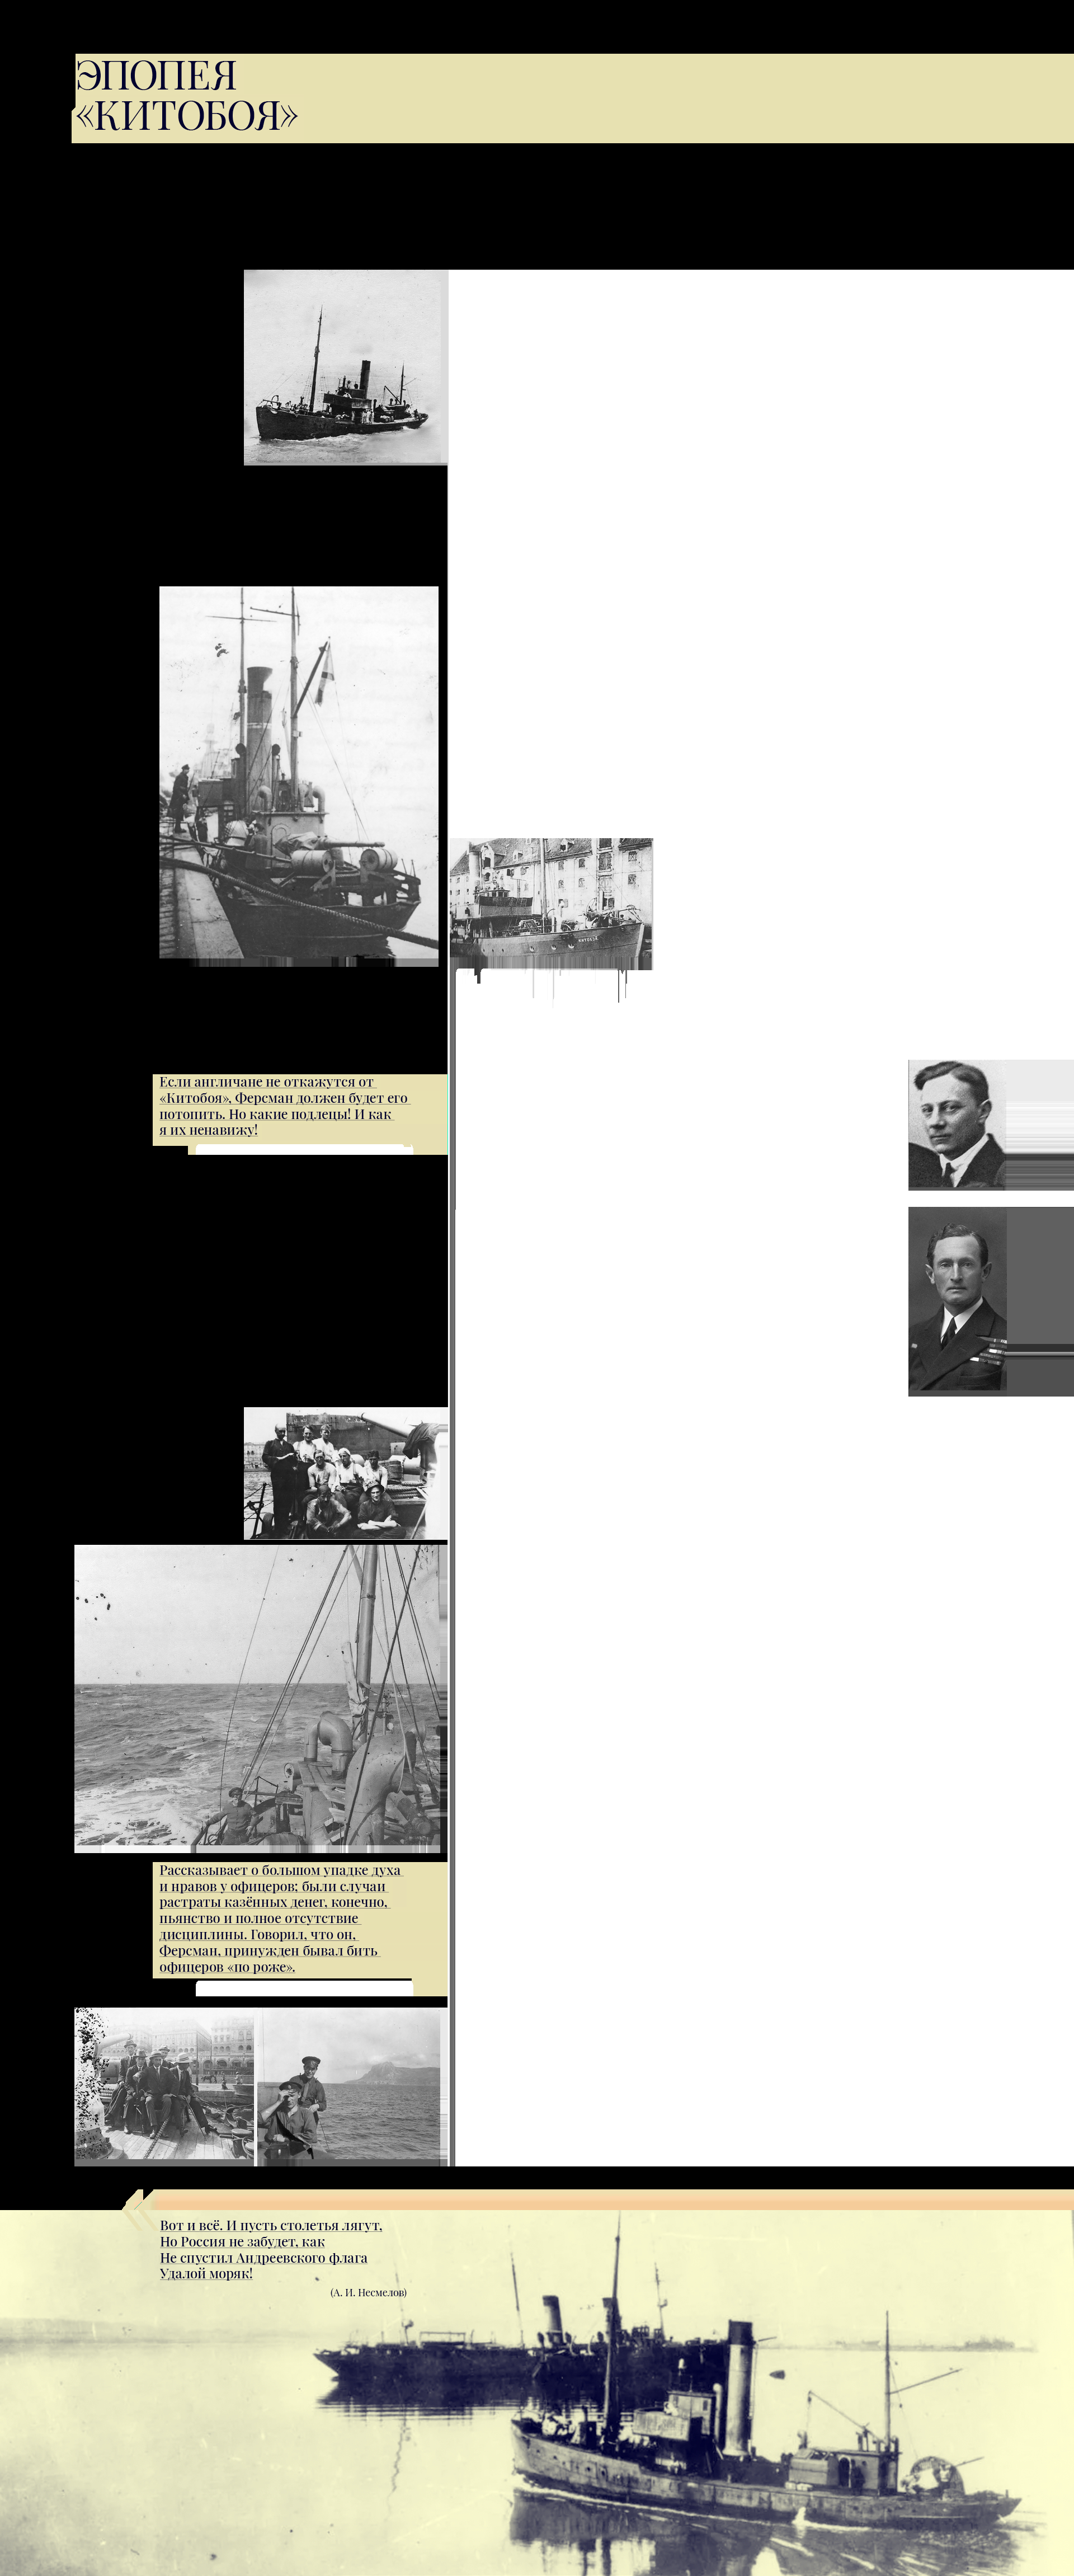 ЭПОПЕЯ
«КИТОБОЯ»
Если англичане не откажутся от
«Китобоя», Ферсман должен будет его
потопить. Но какие подлецы! И как
я их ненавижу!
Рассказывает о большом упадке духа
и нравов у офицеров; были случаи
растраты казённых денег, конечно,
пьянство и полное отсутствие
дисциплины. Говорил, что он,
Ферсман, принужден бывал бить
офицеров «по роже».
Вот и всё. И пусть столетья лягут,
Но Россия не забудет, как
Не спустил Андреевского флага
Удалой моряк!
(А. И. Несмелов)